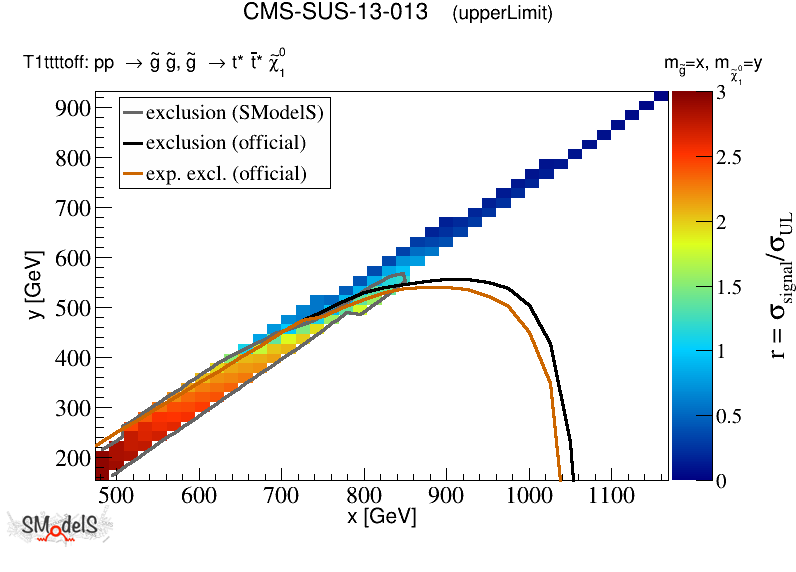 CMS-SUS-13-013 (upperLimit)
T1ttttoff: pp → g̃ g̃, g̃ → t* t̄* χ̃₁⁰
m_g̃=x, m_χ̃₁⁰=y
exclusion (SModelS)
exclusion (official)
exp. excl. (official)
y [GeV]
900
800
700
600
500
400
300
200
500 600 700 800 900 1000 1100
x [GeV]
3
2.5
2
1.5
1
0.5
0
r = σ_signal/σ_UL
SModelS